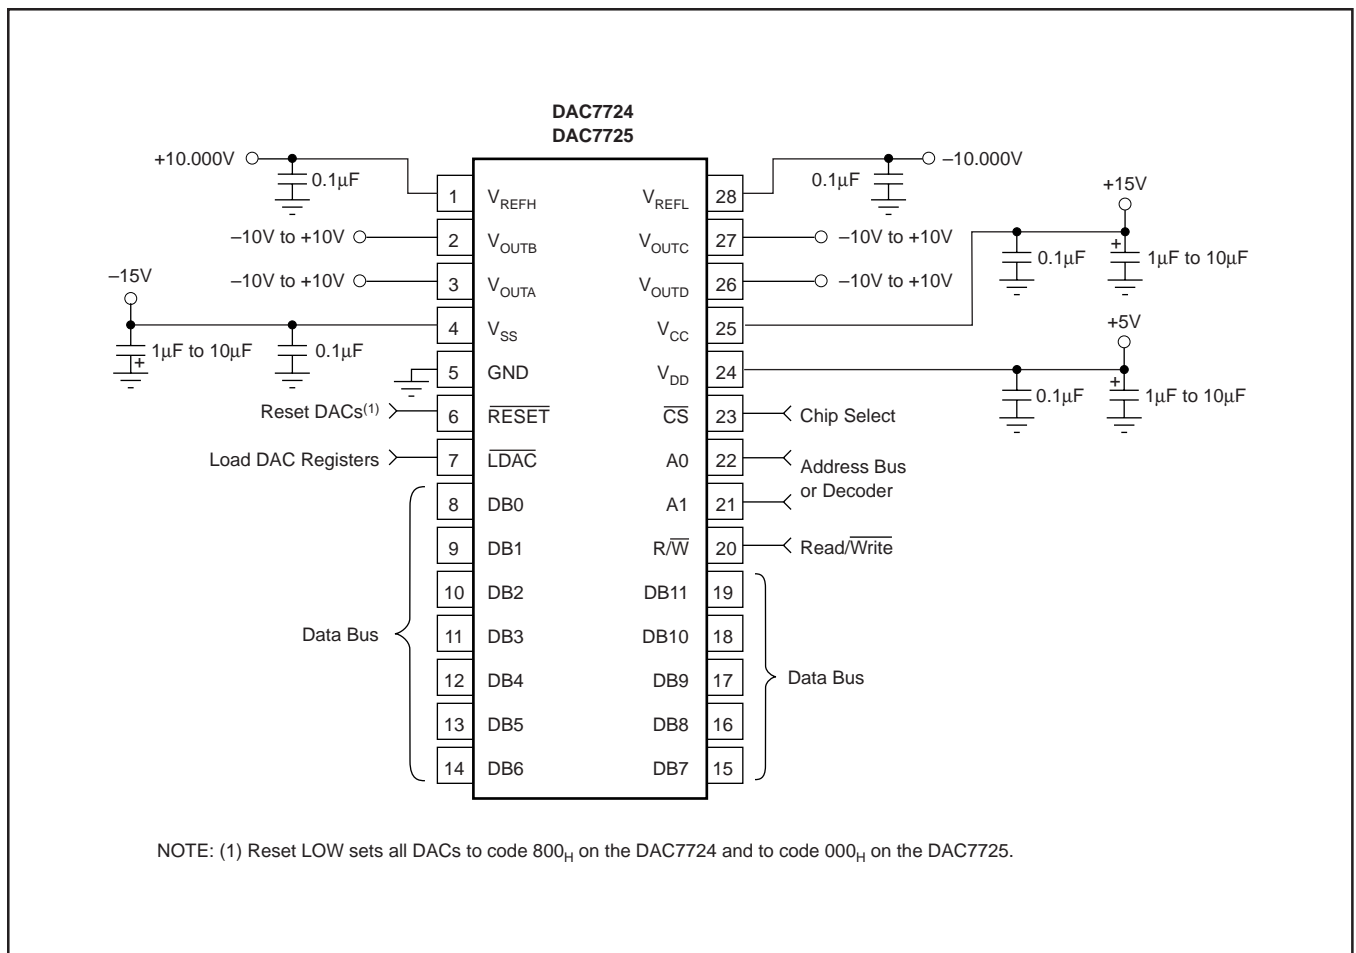 DAC7724
DAC7725
+10.000V
0.1µF
–10V to +10V
–10V to +10V
–15V
1µF to 10µF
+
0.1µF
Reset DACs(1)
Load DAC Registers
Data Bus
1 VREFH
2 VOUTB
3 VOUTA
4 VSS
5 GND
6 RESET
7 LDAC
8 DB0
9 DB1
10 DB2
11 DB3
12 DB4
13 DB5
14 DB6
VREFL 28
VOUTC 27
VOUTD 26
VCC 25
VDD 24
CS 23
A0 22
A1 21
R/W 20
DB11 19
DB10 18
DB9 17
DB8 16
DB7 15
0.1µF
–10.000V
–10V to +10V
–10V to +10V
+15V
0.1µF
+
1µF to 10µF
+5V
0.1µF
+
1µF to 10µF
Chip Select
Address Bus
or Decoder
Read/Write
Data Bus
NOTE: (1) Reset LOW sets all DACs to code 800H on the DAC7724 and to code 000H on the DAC7725.